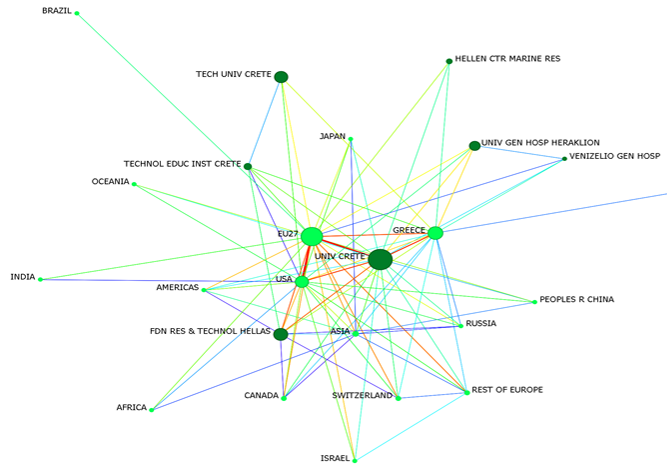 BRAZIL
HELLEN CTR MARINE RES
TECH UNIV CRETE
JAPAN
UNIV GEN HOSP HERAKLION
VENIZELIO GEN HOSP
TECHNOL EDUC INST CRETE
OCEANIA
EU27
GREECE
UNIV CRETE
INDIA
USA
AMERICAS
PEOPLES R CHINA
RUSSIA
FDN RES & TECHNOL HELLAS
ASIA
REST OF EUROPE
CANADA
SWITZERLAND
AFRICA
ISRAEL